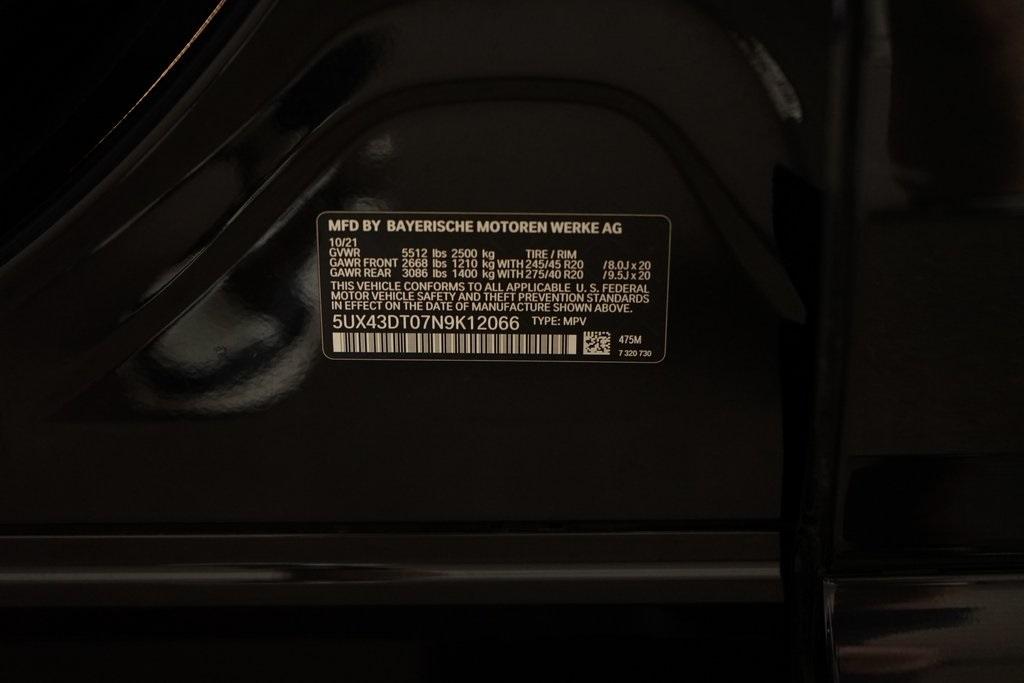 MFD BY BAYERISCHE MOTOREN WERKE AG
10/21
GVWR 5512 lbs 2500 kg TIRE / RIM
GAWR FRONT 2668 lbs 1210 kg WITH 245/45 R20 /8.0J x 20
GAWR REAR 3086 lbs 1400 kg WITH 275/40 R20 /9.5J x 20
THIS VEHICLE CONFORMS TO ALL APPLICABLE U. S. FEDERAL
MOTOR VEHICLE SAFETY AND THEFT PREVENTION STANDARDS
IN EFFECT ON THE DATE OF MANUFACTURE SHOWN ABOVE.
5UX43DT07N9K12066 TYPE: MPV
475M
7 320 730